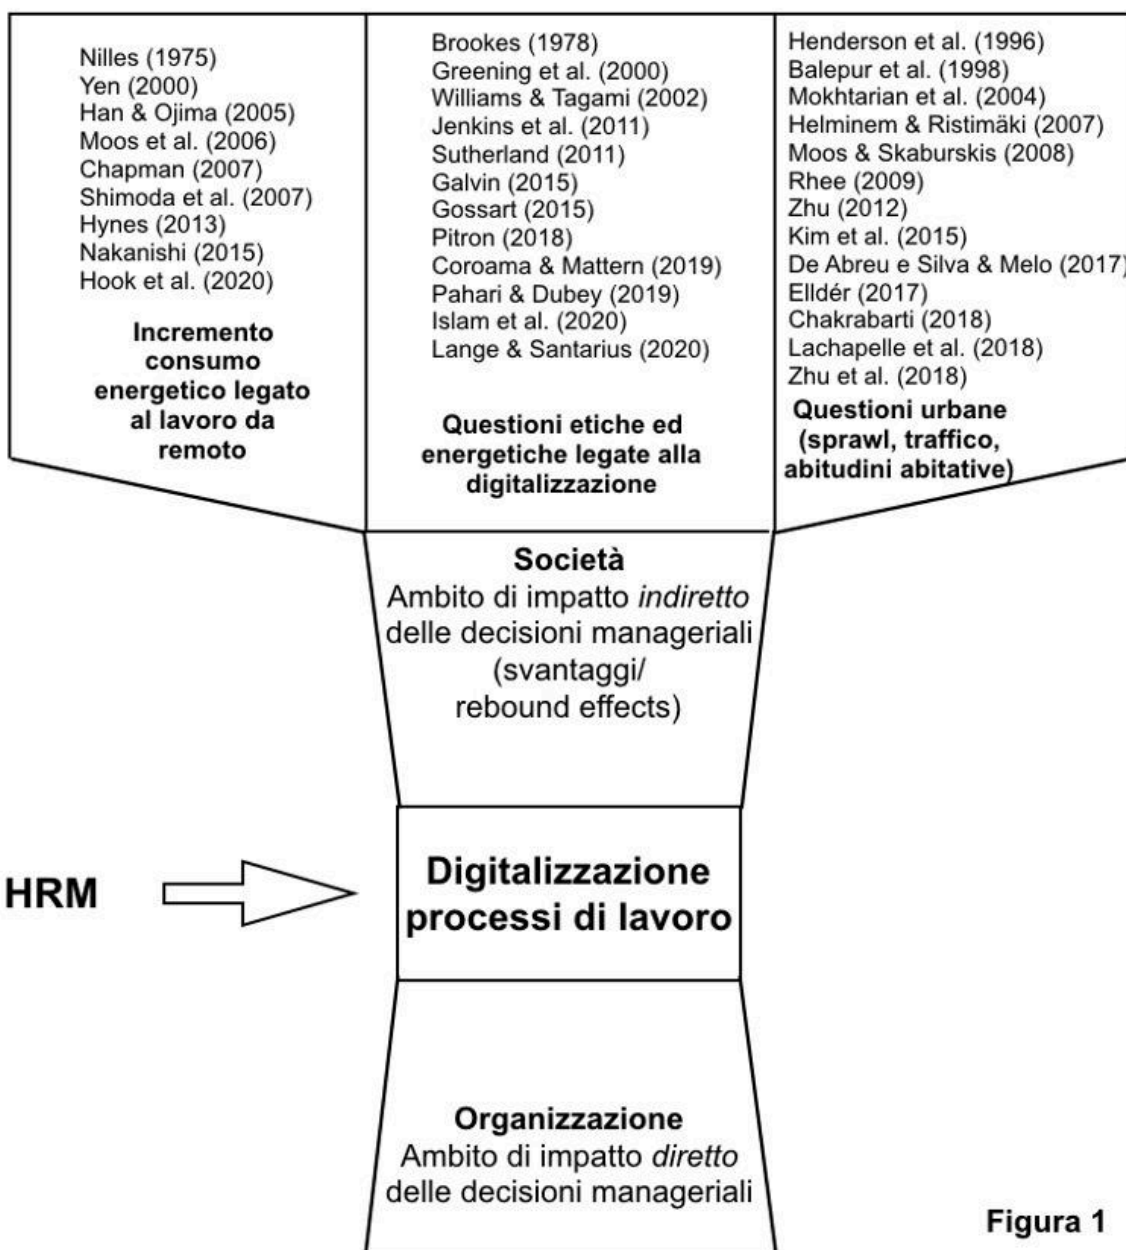 Nilles (1975)
Yen (2000)
Han & Ojima (2005)
Moos et al. (2006)
Chapman (2007)
Shimoda et al. (2007)
Hynes (2013)
Nakanishi (2015)
Hook et al. (2020)
Incremento
consumo
energetico legato
al lavoro da
remoto
Brookes (1978)
Greening et al. (2000)
Williams & Tagami (2002)
Jenkins et al. (2011)
Sutherland (2011)
Galvin (2015)
Gossart (2015)
Pitron (2018)
Coroama & Mattern (2019)
Pahari & Dubey (2019)
Islam et al. (2020)
Lange & Santarius (2020)
Questioni etiche ed
energetiche legate alla
digitalizzazione
Henderson et al. (1996)
Balepur et al. (1998)
Mokhtarian et al. (2004)
Helminem & Ristimäki (2007)
Moos & Skaburskis (2008)
Rhee (2009)
Zhu (2012)
Kim et al. (2015)
De Abreu e Silva & Melo (2017)
Elldér (2017)
Chakrabarti (2018)
Lachapelle et al. (2018)
Zhu et al. (2018)
Questioni urbane
(sprawl, traffico,
abitudini abitative)
Società
Ambito di impatto indiretto
delle decisioni manageriali
(svantaggi/
rebound effects)
HRM
Digitalizzazione
processi di lavoro
Organizzazione
Ambito di impatto diretto
delle decisioni manageriali
Figura 1